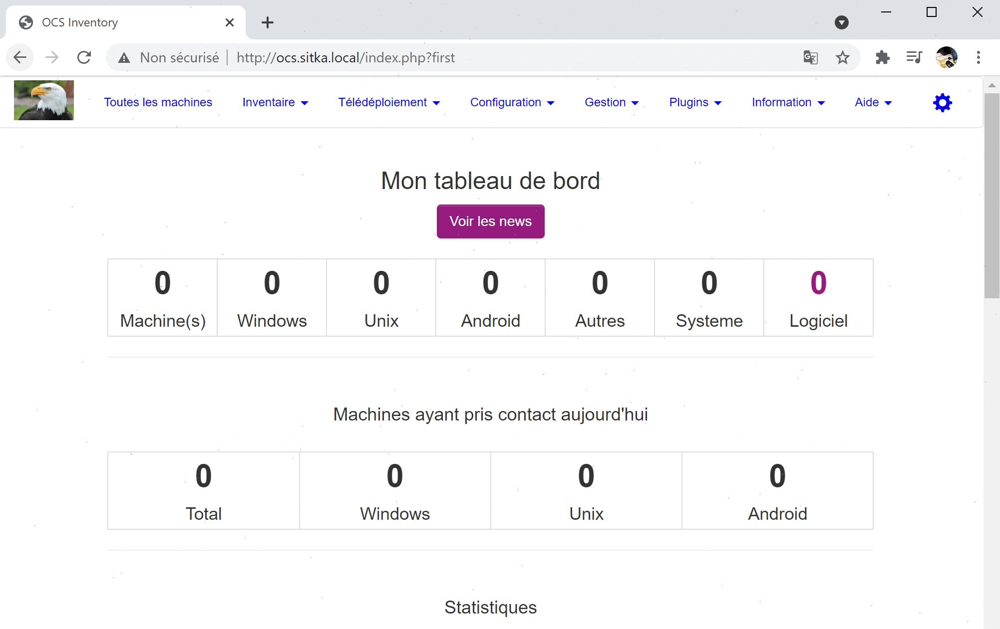 OCS Inventory
Non sécurisé http://ocs.sitka.local/index.php?first
Toutes les machines Inventaire Télédéploiement Configuration Gestion Plugins Information Aide
Mon tableau de bord
Voir les news
0 0 0 0 0 0 0
Machine(s) Windows Unix Android Autres Systeme Logiciel
Machines ayant pris contact aujourd'hui
0 0 0 0
Total Windows Unix Android
Statistiques